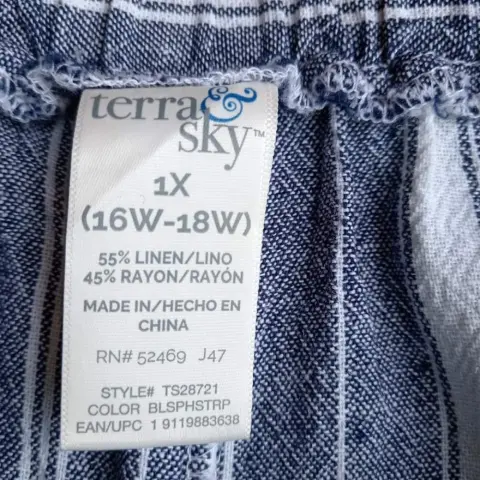 terra & sky™
1X
(16W-18W)
55% LINEN/LINO
45% RAYON/RAYÓN
MADE IN/HECHO EN
CHINA
RN# 52469 J47
STYLE# TS28721
COLOR BLSPHSTRP
EAN/UPC 1 9119883638